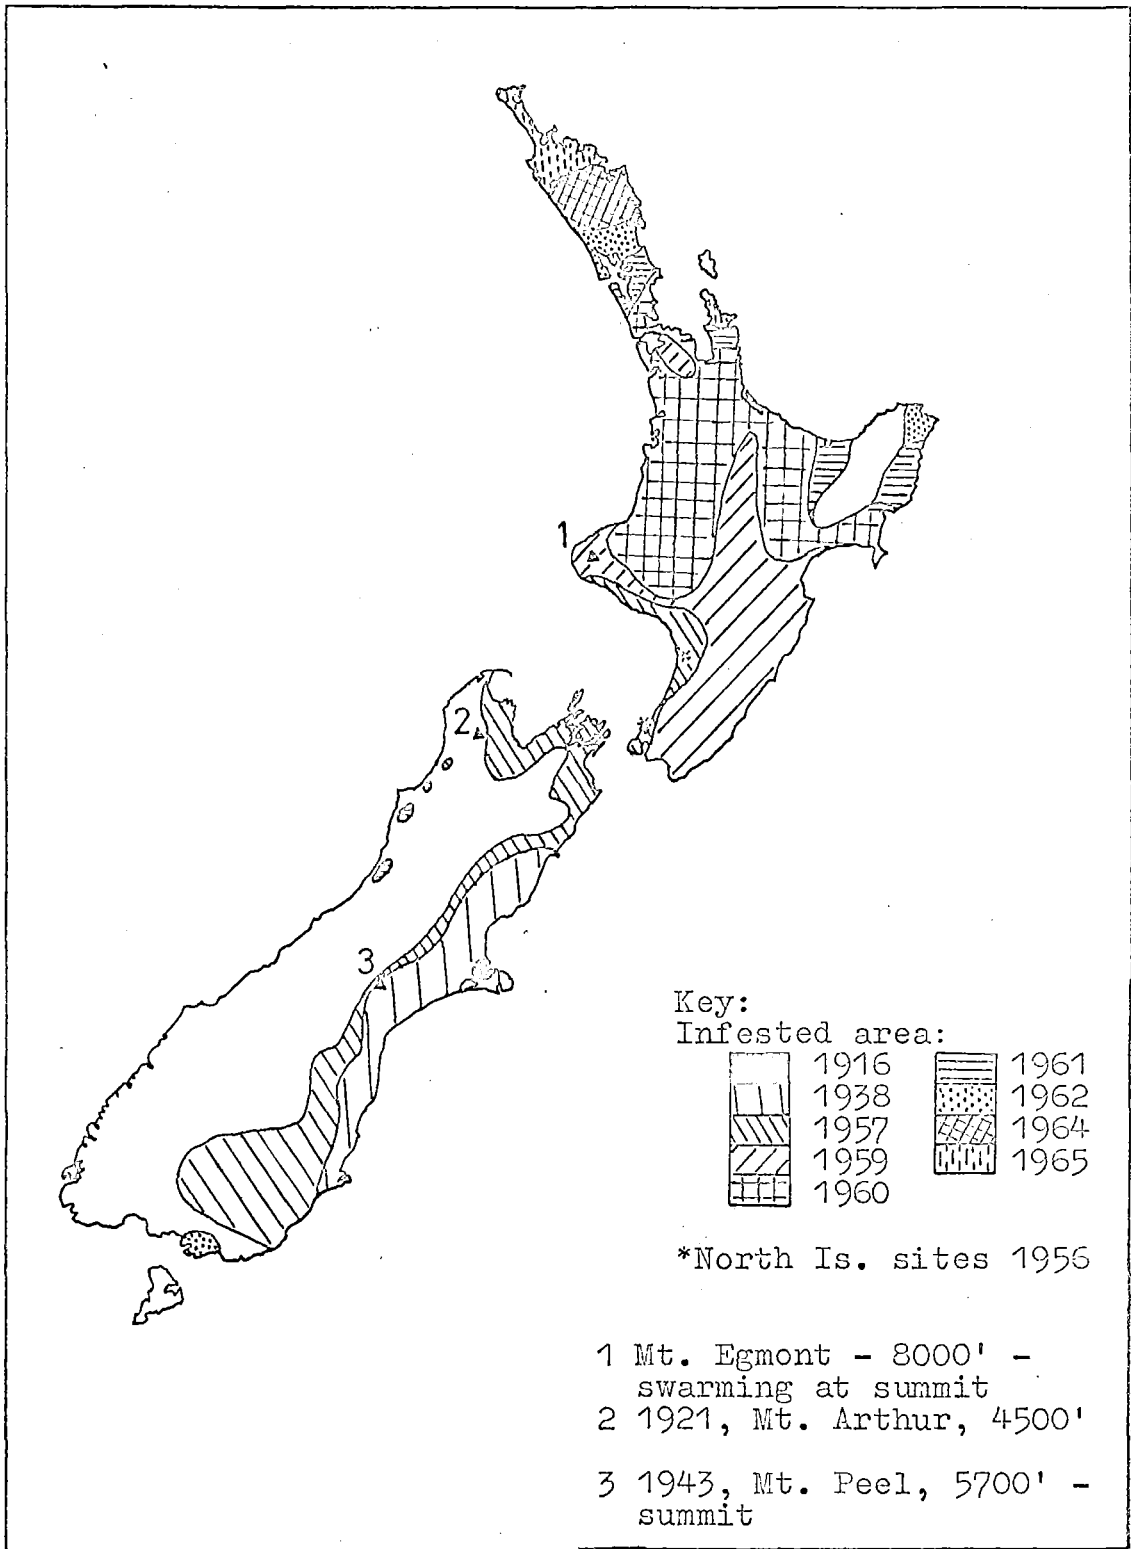 1
2
3
Key:
Infested area:
1916
1938
1957
1959
1960
1961
1962
1964
1965
*North Is. sites 1956
1 Mt. Egmont - 8000' -
swarming at summit
2 1921, Mt. Arthur, 4500'
3 1943, Mt. Peel, 5700' -
summit